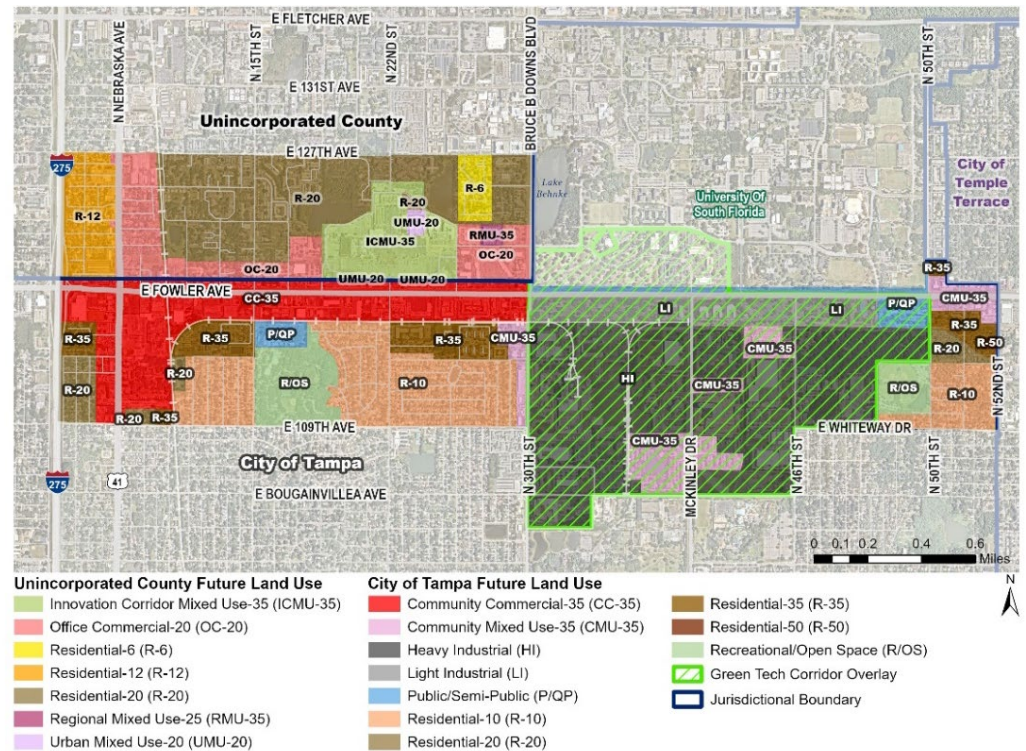 E FLETCHER AVE
N NEBRASKA AVE
N 15TH ST
N 22ND ST
BRUCE B DOWNS BLVD
N 50TH ST
E 131ST AVE
Unincorporated County
E 127TH AVE
275
Lake
Behnke
University Of
South Florida
City of
Temple
Terrace
R-12
R-20
R-20
R-6
UMU-20
ICMU-35
RMU-35
OC-20
OC-20
UMU-20
UMU-20
R-35
E FOWLER AVE
CC-35
LI
LI
P/QP
CMU-35
R-35
R-35
P/QP
R-35
CMU-35
CMU-35
R-35
R-50
R-20
R-20
R-20
R/OS
R-10
HI
CMU-35
R/OS
R-10
N 52ND ST
R-20
R-35
E 109TH AVE
E WHITEWAY DR
City of Tampa
CMU-35
N 30TH ST
MCKINLEY DR
N 46TH ST
N 50TH ST
275
41
E BOUGAINVILLEA AVE
0 0.1 0.2 0.4 0.6
Miles
N
Unincorporated County Future Land Use
Innovation Corridor Mixed Use-35 (ICMU-35)
Office Commercial-20 (OC-20)
Residential-6 (R-6)
Residential-12 (R-12)
Residential-20 (R-20)
Regional Mixed Use-25 (RMU-35)
Urban Mixed Use-20 (UMU-20)
City of Tampa Future Land Use
Community Commercial-35 (CC-35)
Community Mixed Use-35 (CMU-35)
Heavy Industrial (HI)
Light Industrial (LI)
Public/Semi-Public (P/QP)
Residential-10 (R-10)
Residential-20 (R-20)
Residential-35 (R-35)
Residential-50 (R-50)
Recreational/Open Space (R/OS)
Green Tech Corridor Overlay
Jurisdictional Boundary